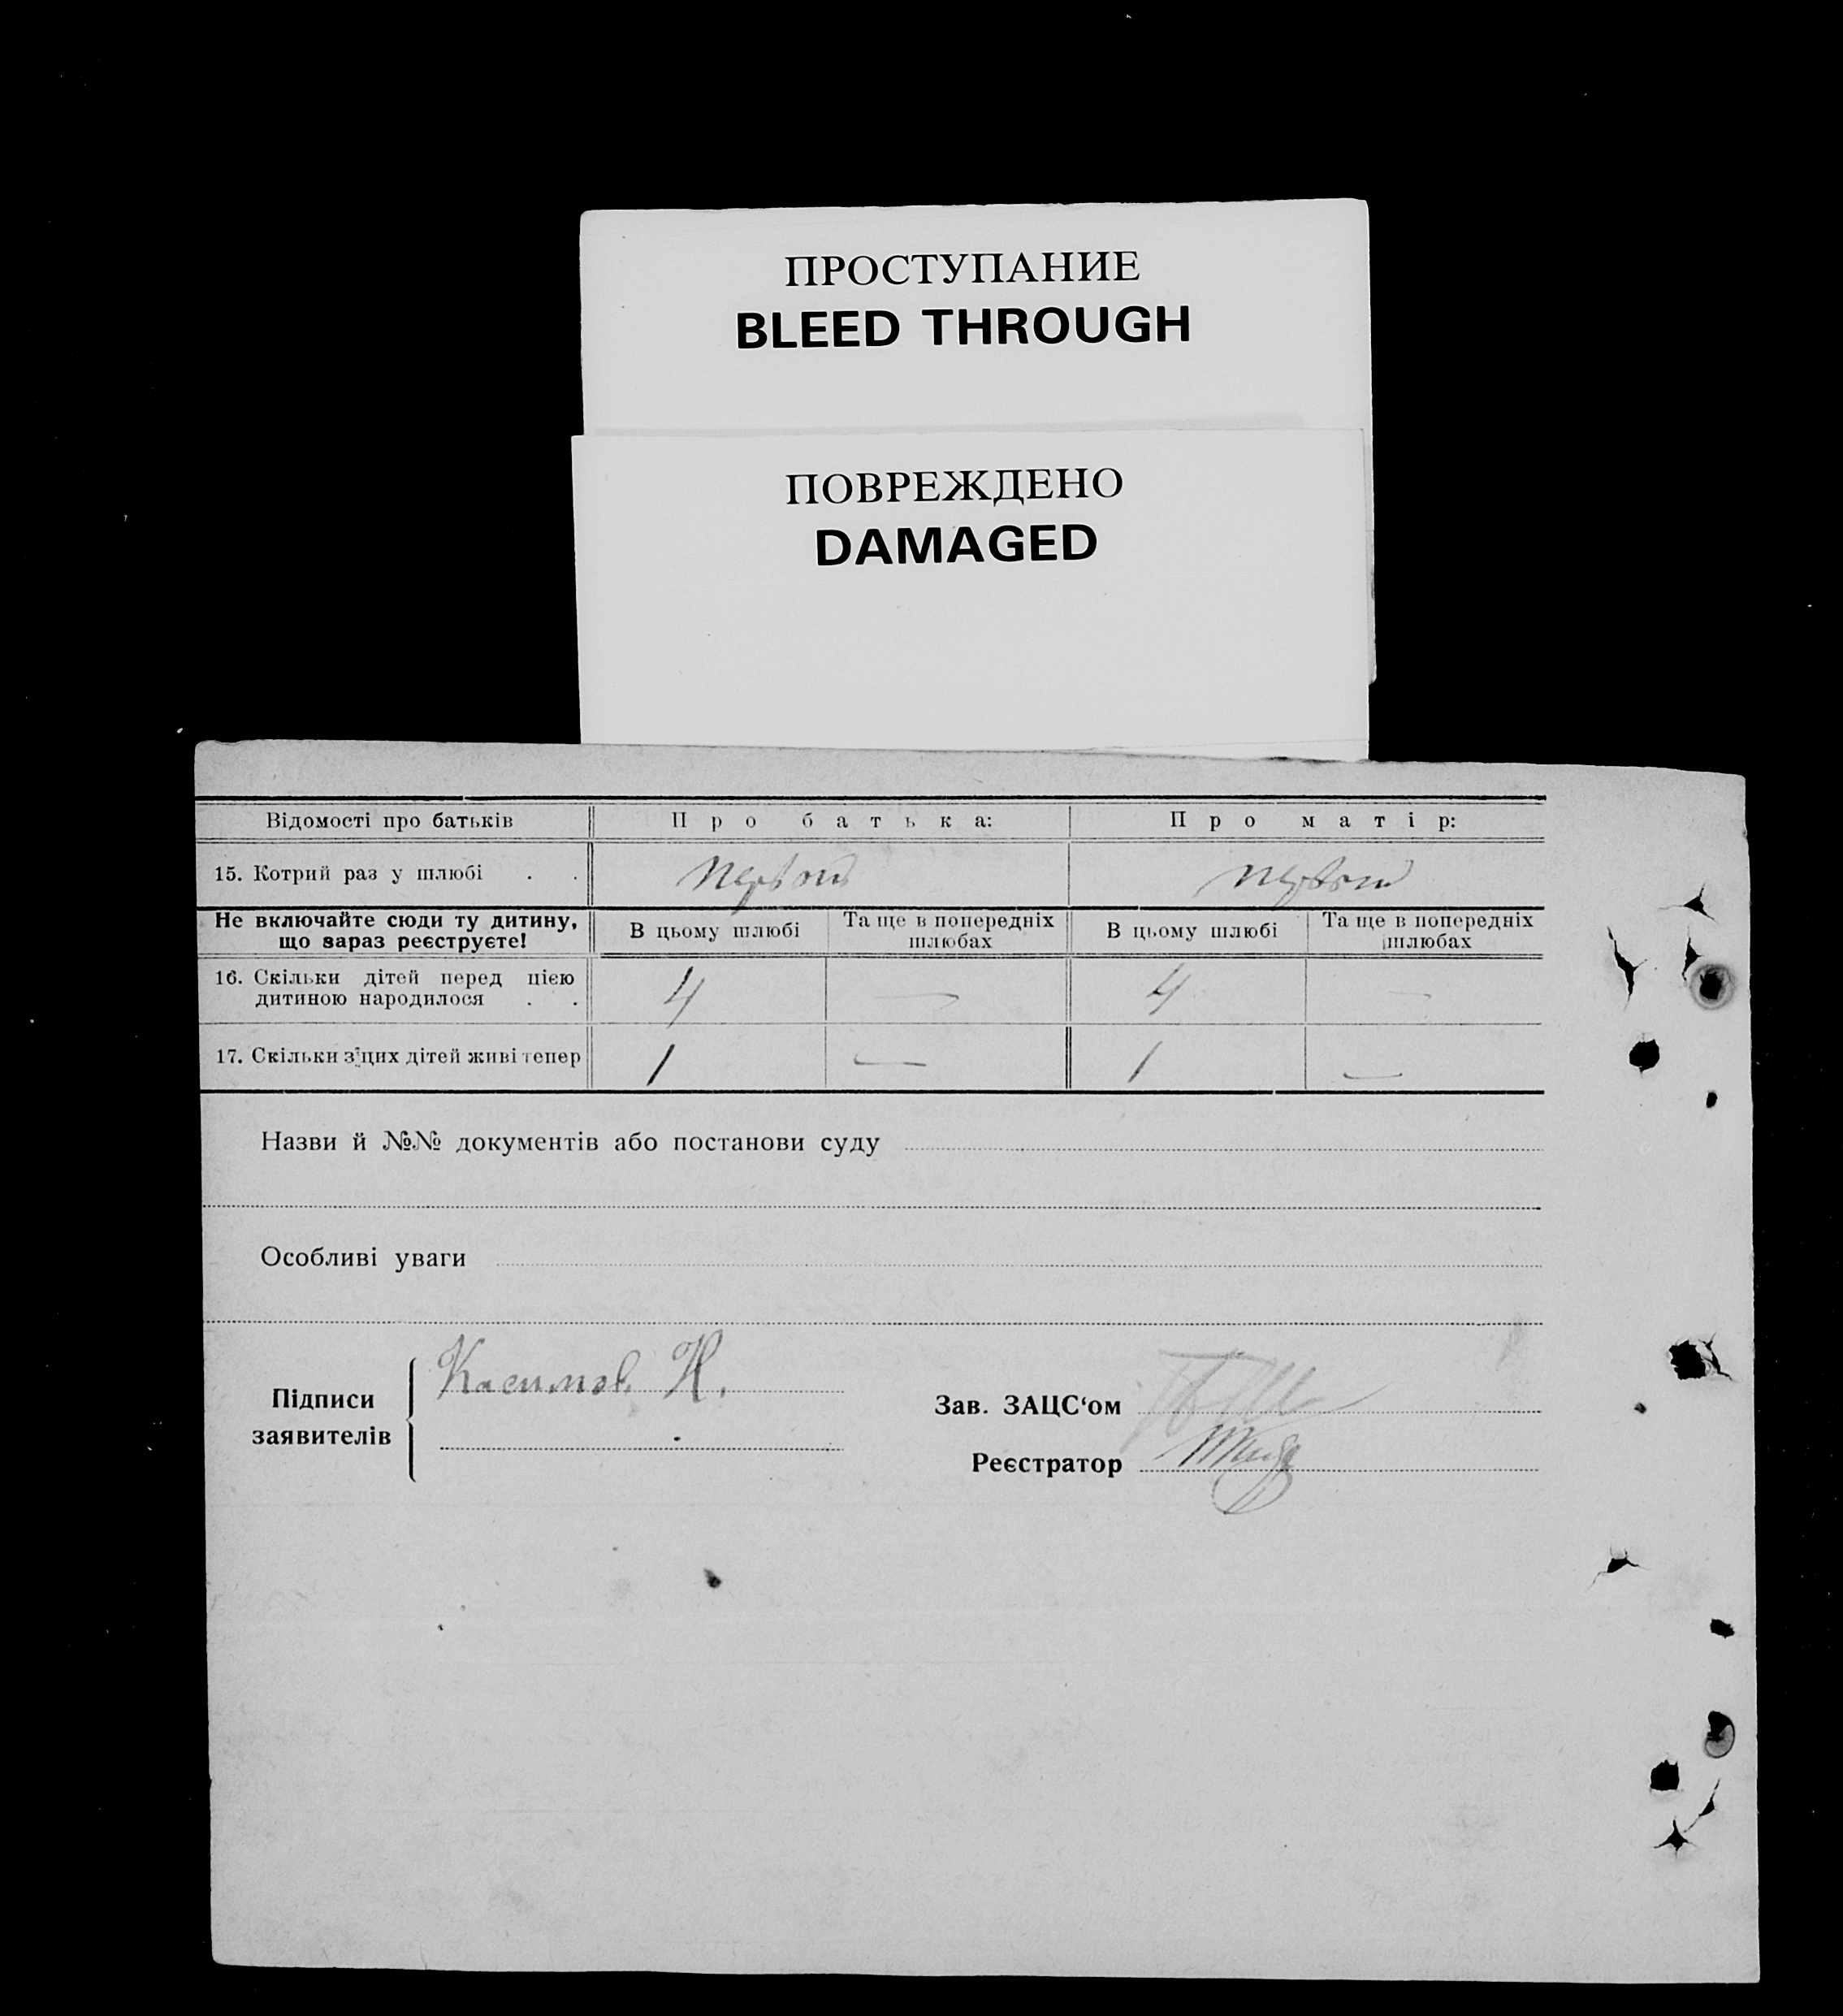 ПРОСТУПАНИЕ
BLEED THROUGH
ПОВРЕЖДЕНО
DAMAGED
Відомості про батьків Про батька: Про матір:
15. Котрий раз у шлюбі . .
Не включайте сюди ту дитину, що зараз реєструєте! В цьому шлюбі Та ще в попередніх шлюбах В цьому шлюбі Та ще в попередніх шлюбах
16. Скільки дітей перед цією
дитиною народилося . . 4 — 4 —
17. Скільки з цих дітей живі тепер 1 — 1 —
Назви й №№ документів або постанови суду
Особливі уваги
Підписи
заявителів
Касимов Н.
Зав. ЗАЦС‘ом
Реєстратор